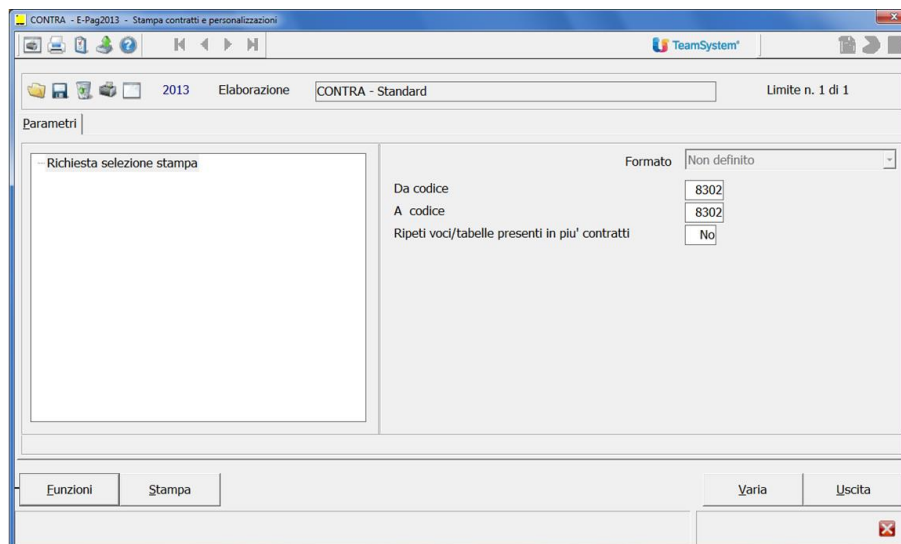 CONTRA - E-Pag2013 - Stampa contratti e personalizzazioni
TeamSystem
2013 Elaborazione CONTRA - Standard Limite n. 1 di 1
Parametri
Richiesta selezione stampa
Formato Non definito
Da codice 8302
A codice 8302
Ripeti voci/tabelle presenti in piu' contratti No
Funzioni Stampa Varia Uscita